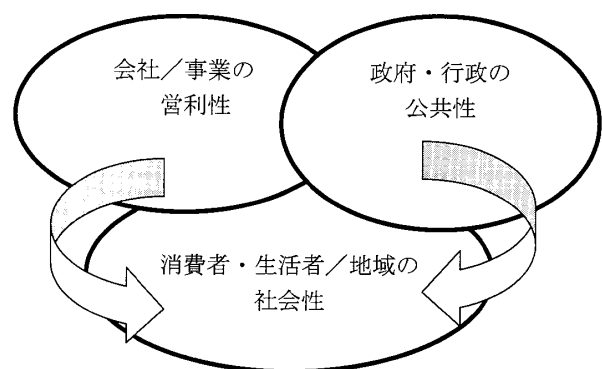 会社／事業の
営利性
政府・行政の
公共性
消費者・生活者／地域の
社会性